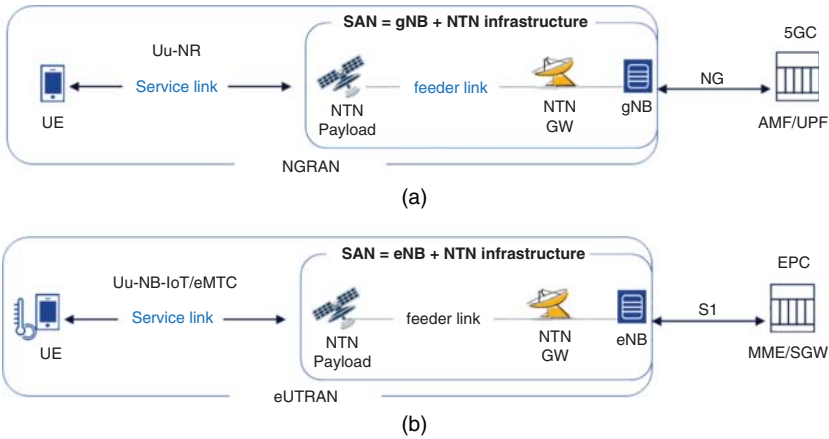 SAN = gNB + NTN infrastructure
5GC
Uu-NR
Service link
feeder link
NG
UE
NTN
Payload
NTN
GW
gNB
AMF/UPF
NGRAN
(a)
SAN = eNB + NTN infrastructure
EPC
Uu-NB-IoT/eMTC
Service link
feeder link
S1
UE
NTN
Payload
NTN
GW
eNB
MME/SGW
eUTRAN
(b)